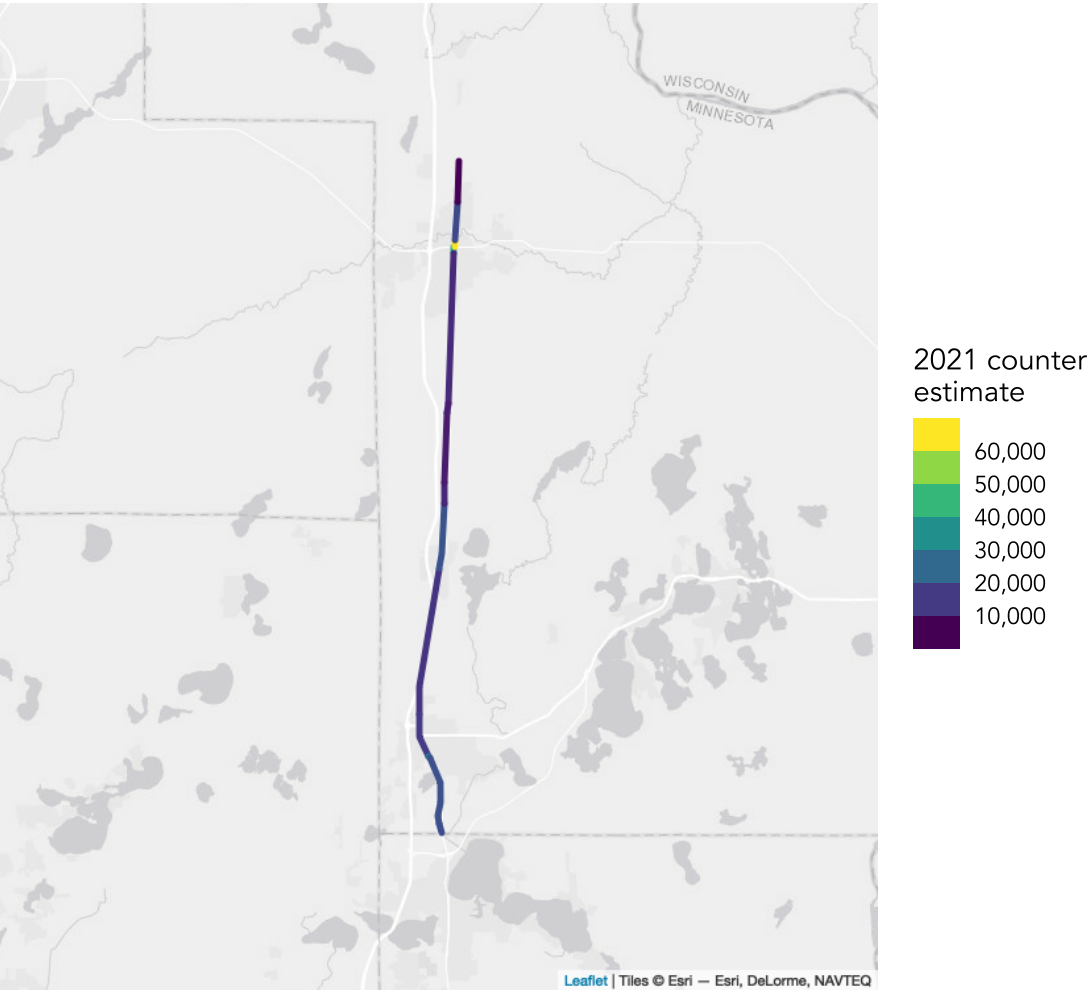 WISCONSIN
MINNESOTA
2021 counter
estimate
60,000
50,000
40,000
30,000
20,000
10,000
Leaflet | Tiles © Esri — Esri, DeLorme, NAVTEQ